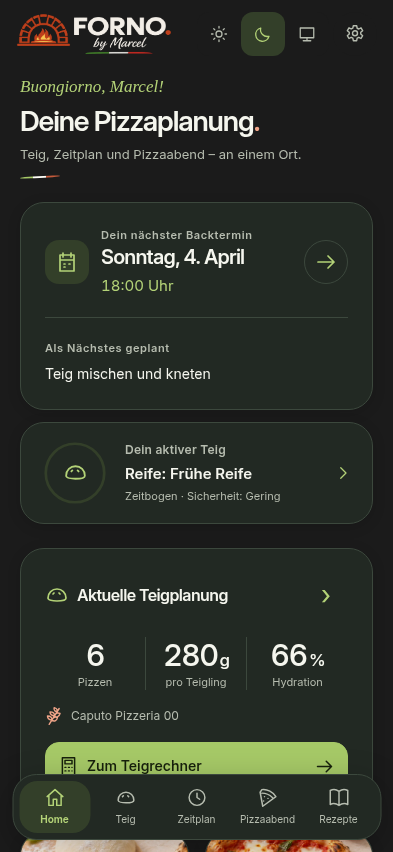 FORNO.
by Marcel
Buongiorno, Marcel!
Deine Pizzaplanung.
Teig, Zeitplan und Pizzaabend – an einem Ort.
Dein nächster Backtermin
Sonntag, 4. April
18:00 Uhr
Als Nächstes geplant
Teig mischen und kneten
Dein aktiver Teig
Reife: Frühe Reife
Zeitbogen · Sicherheit: Gering
Aktuelle Teigplanung
6 280g 66%
Pizzen pro Teigling Hydration
Caputo Pizzeria 00
Zum Teigrechner
Home Teig Zeitplan Pizzaabend Rezepte